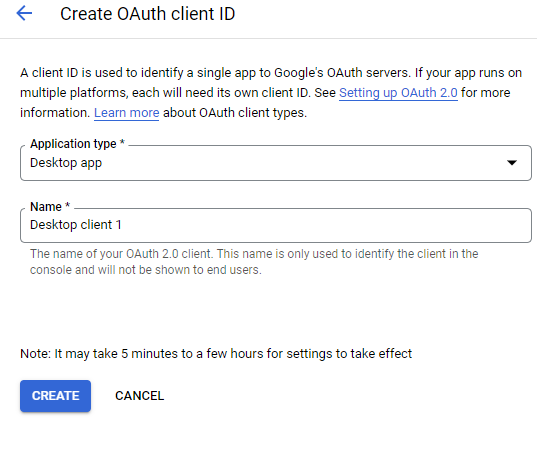 Create OAuth client ID
A client ID is used to identify a single app to Google's OAuth servers. If your app runs on
multiple platforms, each will need its own client ID. See Setting up OAuth 2.0 for more
information. Learn more about OAuth client types.
Application type *
Desktop app
Name *
Desktop client 1
The name of your OAuth 2.0 client. This name is only used to identify the client in the
console and will not be shown to end users.
Note: It may take 5 minutes to a few hours for settings to take effect
CREATE CANCEL